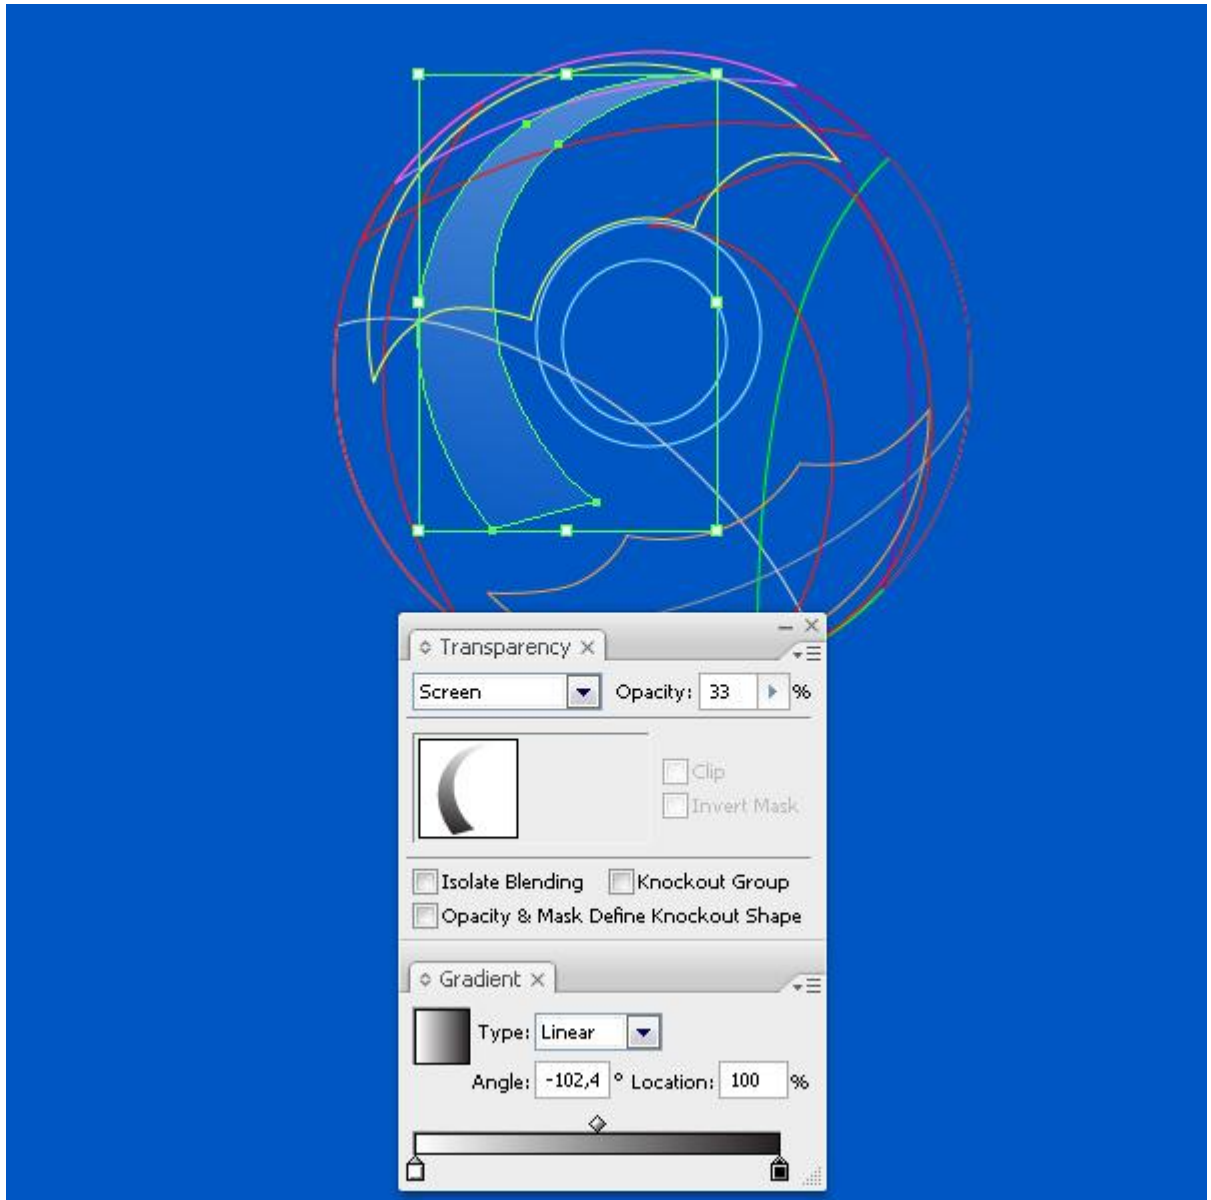 Transparency
Screen Opacity: 33 %
Clip
Invert Mask
Isolate Blending Knockout Group
Opacity & Mask Define Knockout Shape
Gradient
Type: Linear
Angle: -102,4 ° Location: 100 %